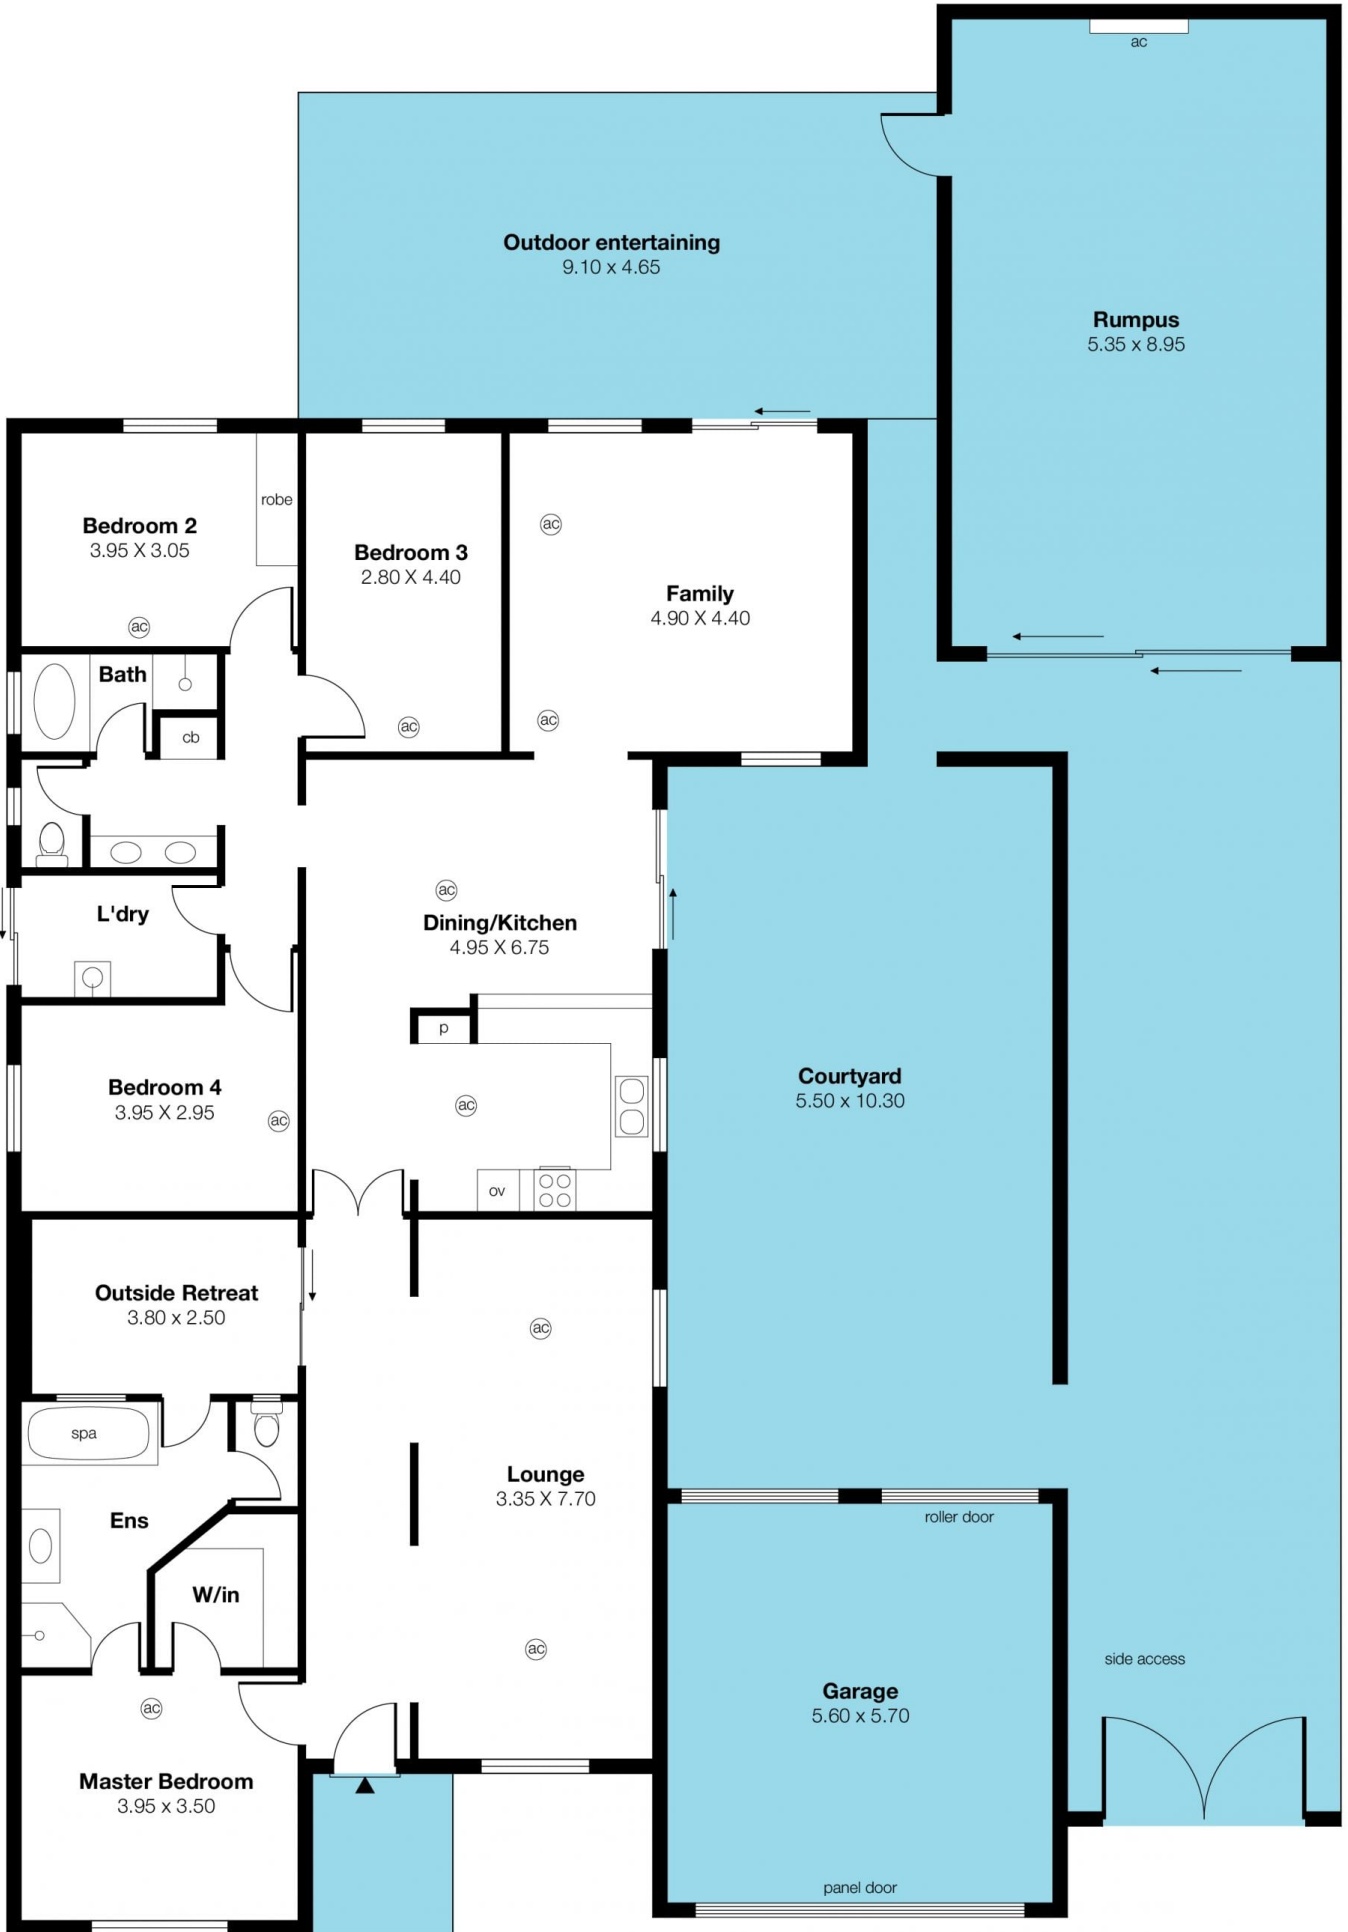 ac
Outdoor entertaining
9.10 x 4.65
Rumpus
5.35 x 8.95
robe
Bedroom 2
3.95 X 3.05
ac
Bedroom 3
2.80 X 4.40
ac
ac
Family
4.90 X 4.40
ac
Bath
cb
L'dry
ac
Dining/Kitchen
4.95 X 6.75
p
ac
ov
Bedroom 4
3.95 X 2.95
ac
Courtyard
5.50 x 10.30
Outside Retreat
3.80 x 2.50
ac
spa
Lounge
3.35 X 7.70
Ens
W/in
ac
roller door
side access
Garage
5.60 x 5.70
ac
Master Bedroom
3.95 x 3.50
panel door